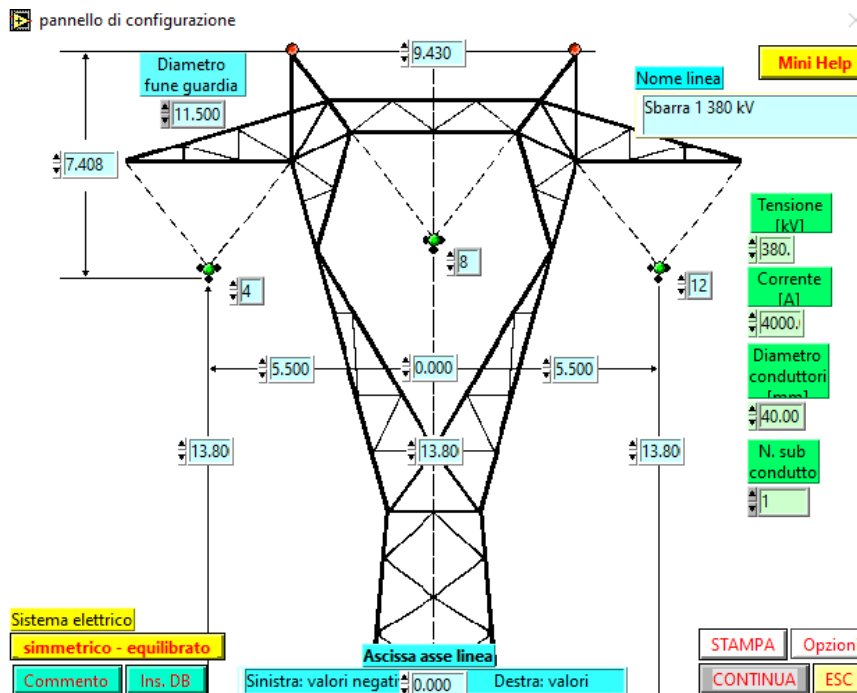 pannello di configurazione
Diametro
fune guardia
11.500
9.430
Mini Help
Nome linea
Sbarra 1 380 kV
7.408
Tensione
[kV]
380.
4
8
12
Corrente
[A]
4000.
5.500
0.000
5.500
Diametro
conduttori
[mm]
40.00
13.80
13.80
13.80
N. sub
condutto
1
Sistema elettrico
simmetrico - equilibrato
Commento
Ins. DB
Ascissa asse linea
Sinistra: valori negati
0.000
Destra: valori
STAMPA
Opzion
CONTINUA
ESC